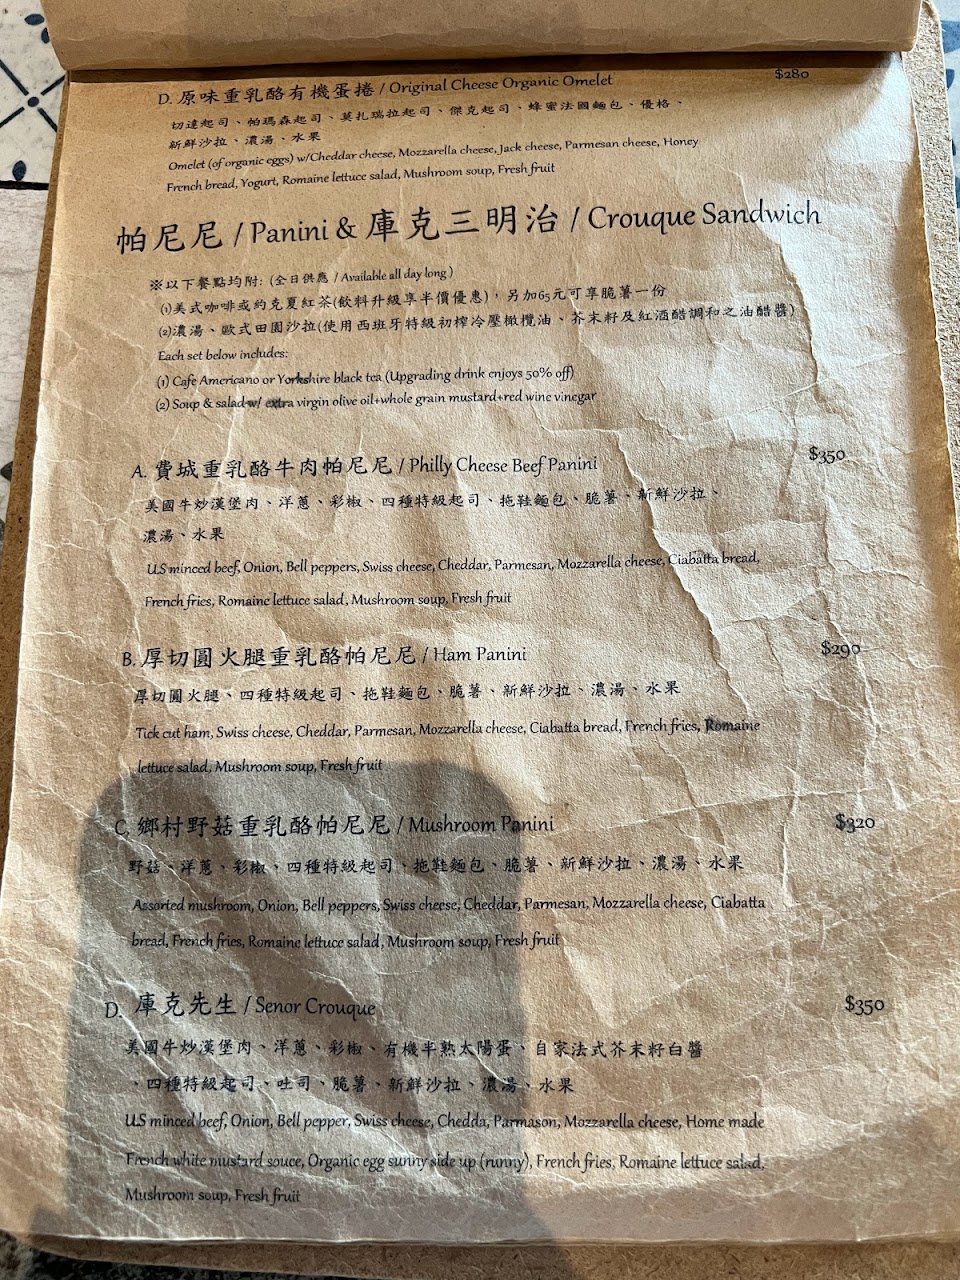 D. 原味重乳酪有機蛋捲 / Original Cheese Organic Omelet $280
切達起司、帕瑪森起司、莫扎瑞拉起司、傑克起司、蜂蜜法國麵包、優格、
新鮮沙拉、濃湯、水果
Omelet (of organic eggs) w/Cheddar cheese, Mozzarella cheese, Jack cheese, Parmesan cheese, Honey
French bread, Yogurt, Romaine lettuce salad, Mushroom soup, Fresh fruit
帕尼尼 / Panini & 庫克三明治 / Crouque Sandwich
※以下餐點均附: (全日供應 / Available all day long )
(1)美式咖啡或約克夏紅茶(飲料升級享半價優惠)，另加65元可享脆薯一份
(2)濃湯、歐式田園沙拉(使用西班牙特級初榨冷壓橄欖油、芥末籽及紅酒醋調和之油醋醬)
Each set below includes:
(1) Cafe Americano or Yorkshire black tea (Upgrading drink enjoys 50% off)
(2) Soup & salad w/ extra virgin olive oil+whole grain mustard+red wine vinegar
A. 費城重乳酪牛肉帕尼尼 / Philly Cheese Beef Panini $350
美國牛炒漢堡肉、洋蔥、彩椒、四種特級起司、拖鞋麵包、脆薯、新鮮沙拉、
濃湯、水果
US minced beef, Onion, Bell peppers, Swiss cheese, Cheddar, Parmesan, Mozzarella cheese, Ciabatta bread,
French fries, Romaine lettuce salad, Mushroom soup, Fresh fruit
B. 厚切圓火腿重乳酪帕尼尼 / Ham Panini $290
厚切圓火腿、四種特級起司、拖鞋麵包、脆薯、新鮮沙拉、濃湯、水果
Tick cut ham, Swiss cheese, Cheddar, Parmesan, Mozzarella cheese, Ciabatta bread, French fries, Romaine
lettuce salad, Mushroom soup, Fresh fruit
C. 鄉村野菇重乳酪帕尼尼 / Mushroom Panini $320
野菇、洋蔥、彩椒、四種特級起司、拖鞋麵包、脆薯、新鮮沙拉、濃湯、水果
Assorted mushroom, Onion, Bell peppers, Swiss cheese, Cheddar, Parmesan, Mozzarella cheese, Ciabatta
bread, French fries, Romaine lettuce salad, Mushroom soup, Fresh fruit
D. 庫克先生 / Senor Crouque $350
美國牛炒漢堡肉、洋蔥、彩椒、有機半熟太陽蛋、自家法式芥末籽白醬
、四種特級起司、吐司、脆薯、新鮮沙拉、濃湯、水果
US minced beef, Onion, Bell pepper, Swiss cheese, Chedda, Parmason, Mozzarella cheese, Home made
French white mustard souce, Organic egg sunny side up (runny), French fries, Romaine lettuce salad,
Mushroom soup, Fresh fruit